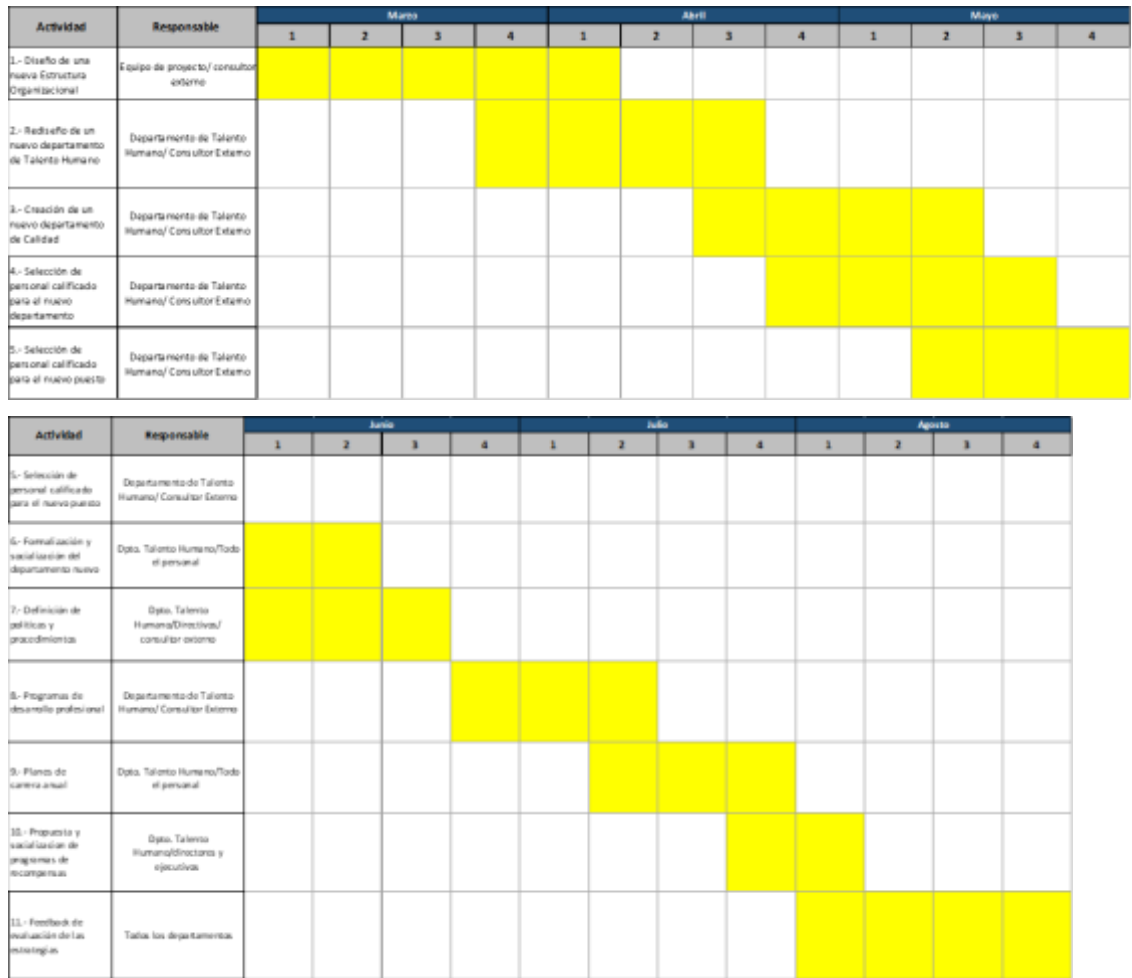 Actividad
Responsable
Marzo
Abril
Mayo
1 2 3 4 1 2 3 4 1 2 3 4
1.- Diseño de una
nueva Estructura
Organizacional
Equipo de proyecto/ consultor
externo
2.- Rediseño de un
nuevo departamento
de Talento Humano
Departamento de Talento
Humano/ Consultor Externo
3.- Creación de un
nuevo departamento
de Calidad
Departamento de Talento
Humano/ Consultor Externo
4.- Selección de
personal calificado
para el nuevo
departamento
Departamento de Talento
Humano/ Consultor Externo
5.- Selección de
personal calificado
para el nuevo puesto
Departamento de Talento
Humano/ Consultor Externo
Actividad
Responsable
Junio
Julio
Agosto
1 2 3 4 1 2 3 4 1 2 3 4
5.- Selección de
personal calificado
para el nuevo puesto
Departamento de Talento
Humano/ Consultor Externo
6.- Formalización y
socialización del
departamento nuevo
Dpto. Talento Humano/Todo
el personal
7.- Definición de
políticas y
procedimientos
Dpto. Talento
Humano/Directivos/
consultor externo
8.- Programas de
desarrollo profesional
Departamento de Talento
Humano/ Consultor Externo
9.- Planes de
carrera anual
Dpto. Talento Humano/Todo
el personal
10.- Propuesta y
socializacion de
programas de
recompensas
Dpto. Talento
Humano/directores y
ejecutivos
11.- Feedback de
evaluación de las
estrategias
Todos los departamentos